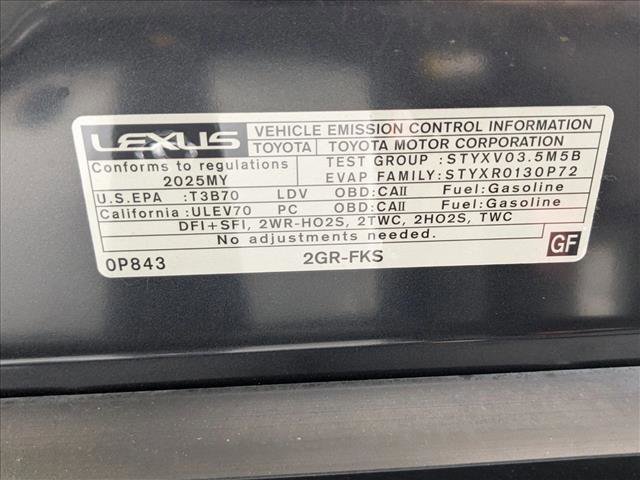 LEXUS VEHICLE EMISSION CONTROL INFORMATION
TOYOTA TOYOTA MOTOR CORPORATION
Conforms to regulations TEST GROUP :STYXV03.5M5B
2025MY EVAP FAMILY:STYXR0130P72
U.S.EPA :T3B70 LDV OBD:CAII Fuel:Gasoline
California :ULEV70 PC OBD:CAII Fuel:Gasoline
DFI+SFI, 2WR-HO2S, 2TWC, 2HO2S, TWC
No adjustments needed.
0P843 2GR-FKS GF